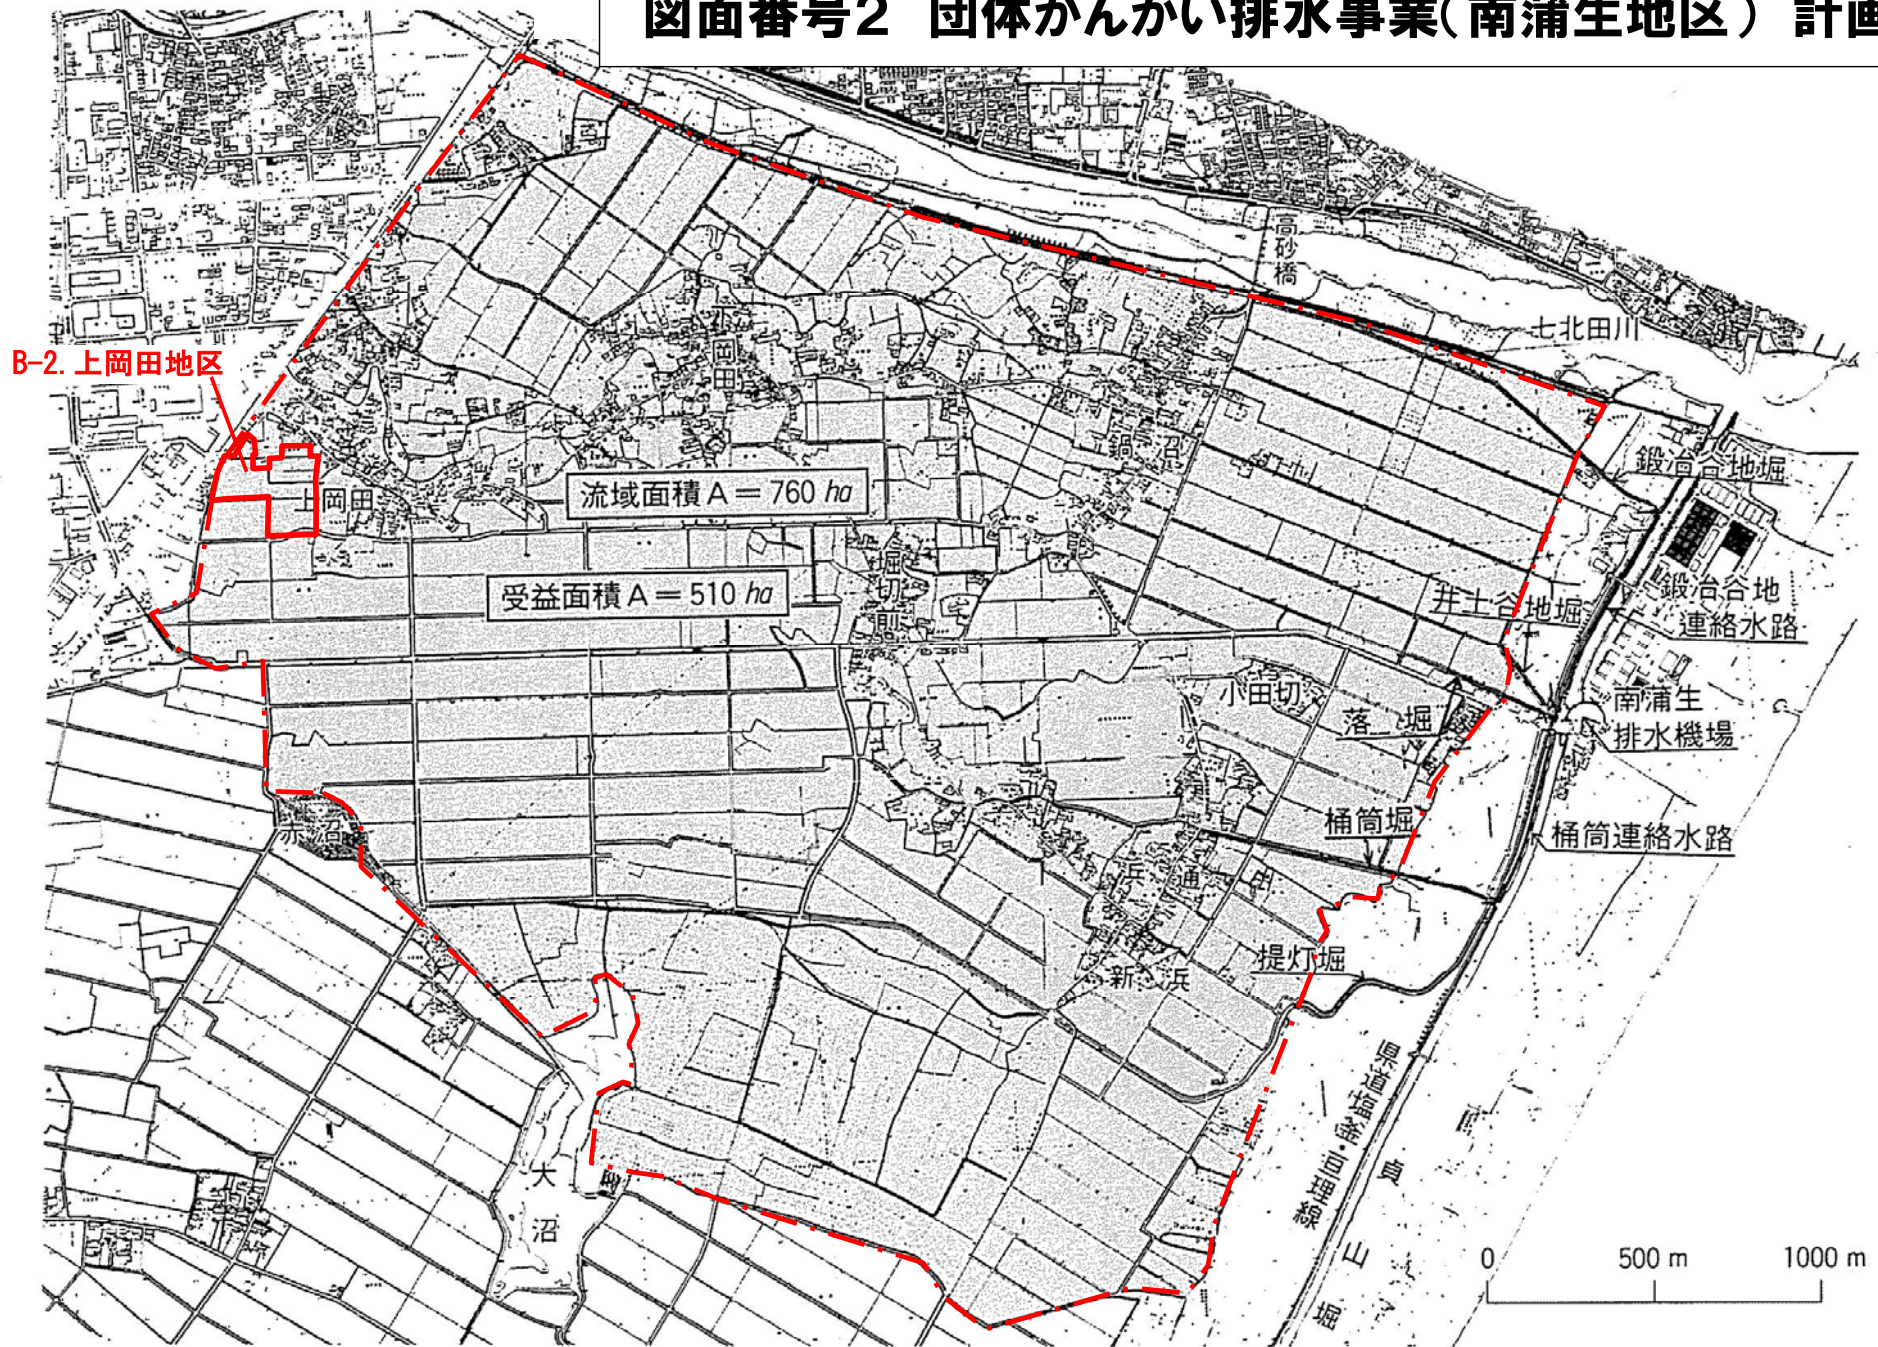 図面番号2 団体かんかい排水事業(南蒲生地区) 計画
高砂橋
七北田川
B-2.上岡田地区
下岡田
鍋沼
鍛冶谷地堀
上岡田
流域面積 A＝760 ha
受益面積 A＝510 ha
堀切前
井土谷地堀
鍛冶谷地
連絡水路
小田切
落堀
南蒲生
排水機場
赤沼
桶筒堀
桶筒連絡水路
浜通
新浜
提灯堀
県道塩釜・亘理線
大沼
貞山堀
0 500 m 1000 m